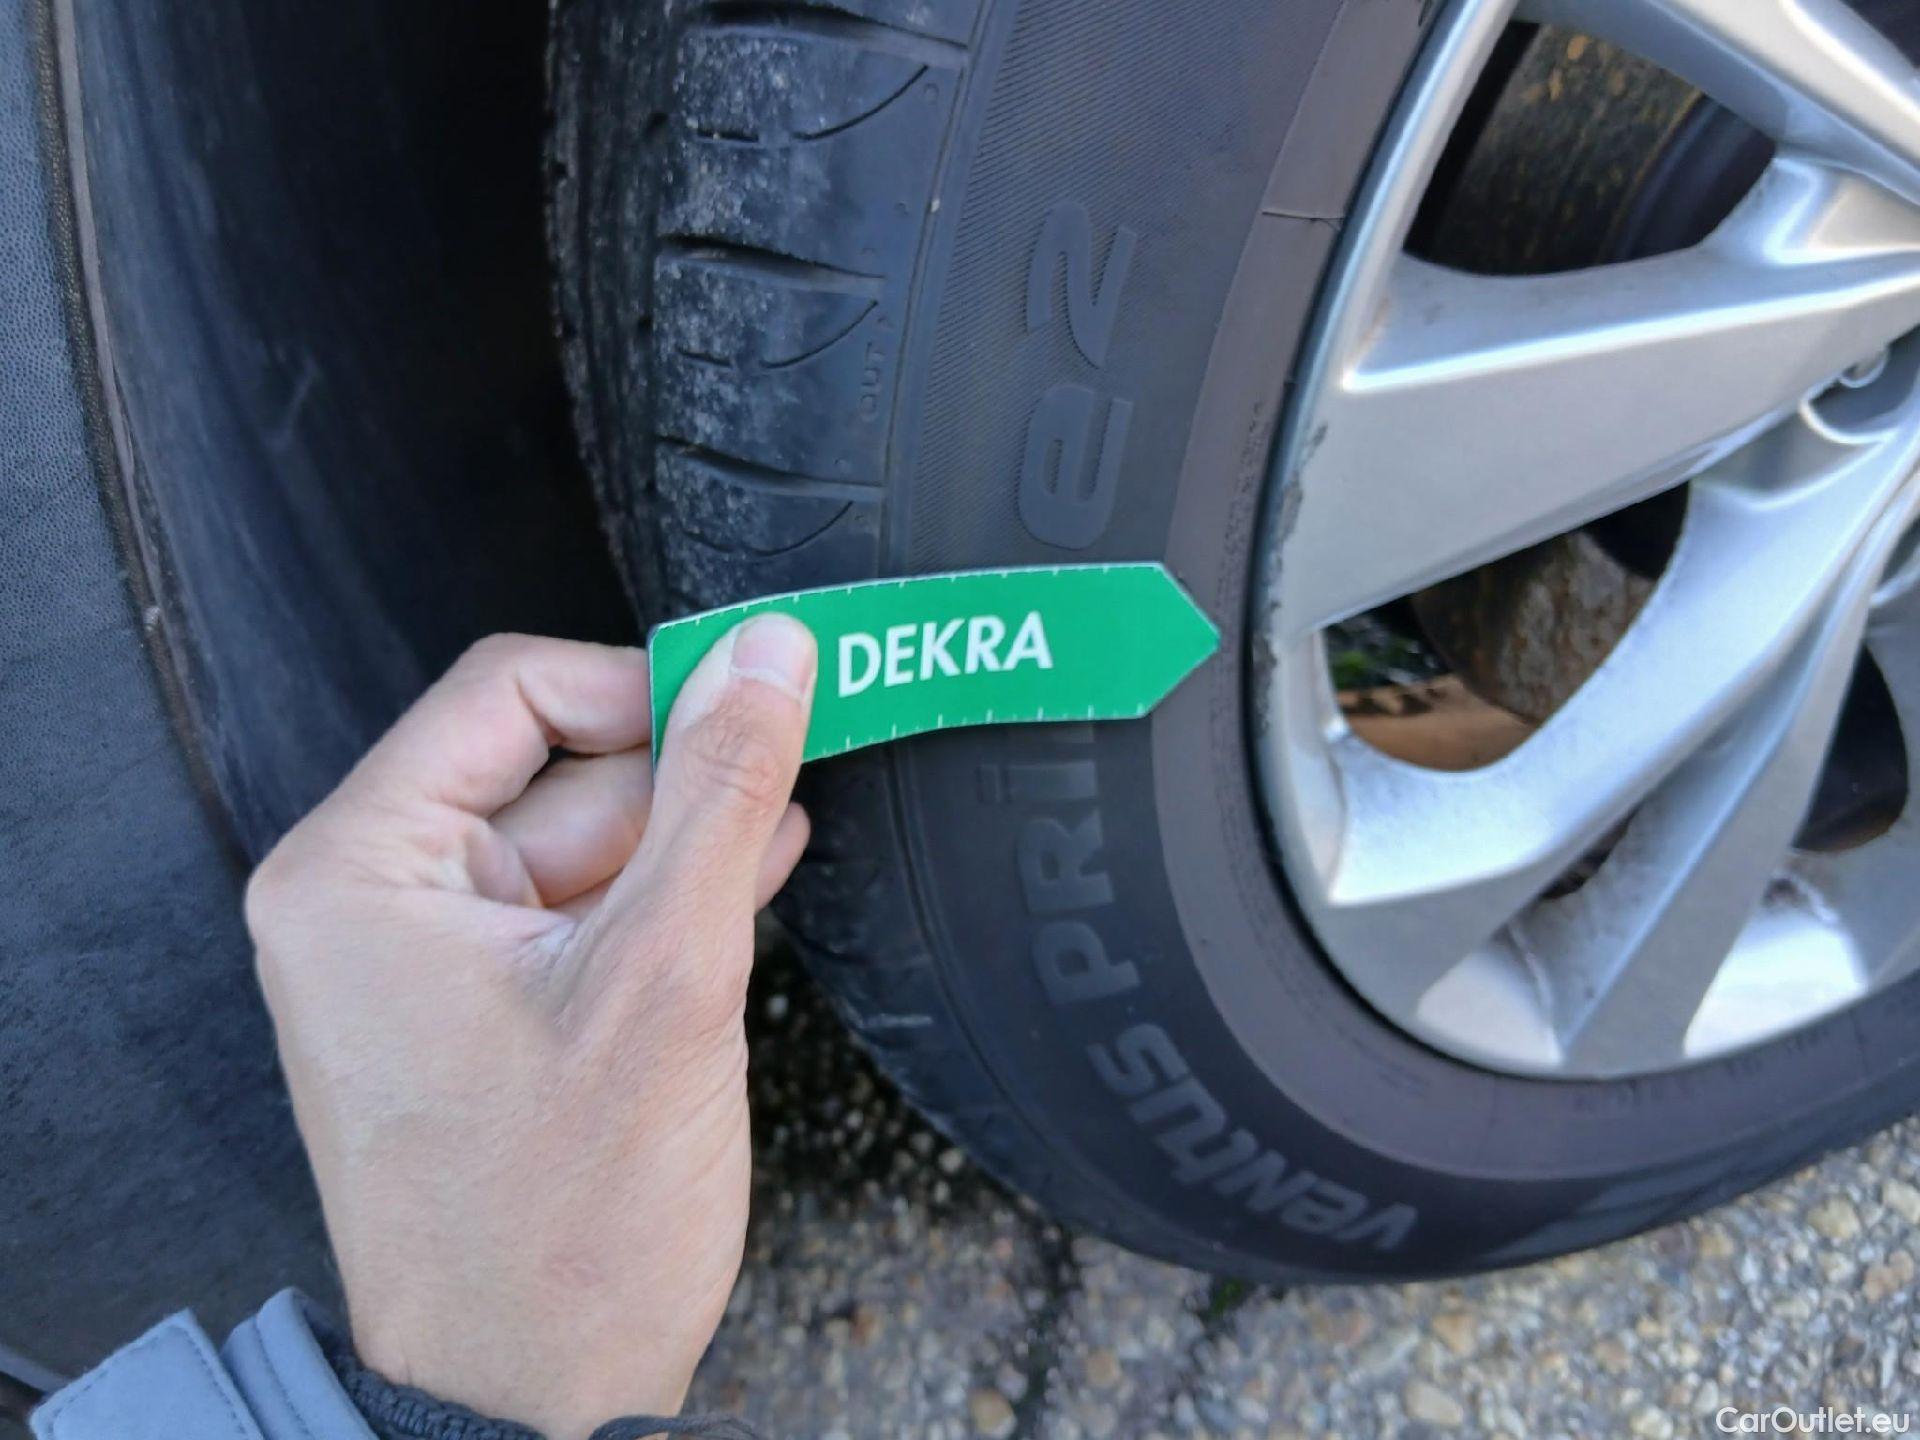 OUT
e2
DEKRA
PRi
Ventus
CarOutlet.eu